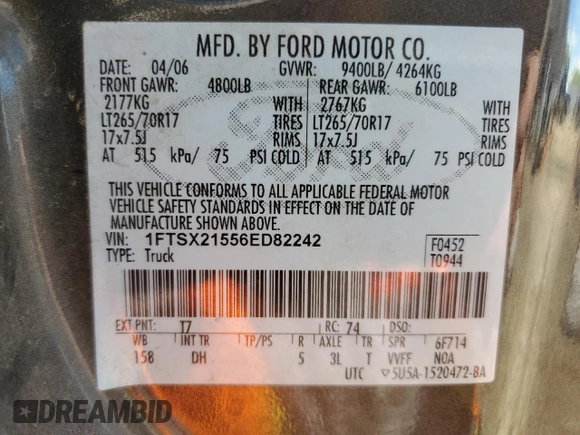 MFD. BY FORD MOTOR CO.
DATE: 04/06 GVWR: 9400LB/ 4264KG
FRONT GAWR: 4800LB REAR GAWR: 6100LB
2177KG WITH 2767KG WITH
LT265/70R17 TIRES LT265/70R17 TIRES
17x7.5J RIMS 17x7.5J RIMS
AT 515 kPa/ 75 PSI COLD AT 515 kPa/ 75 PSI COLD
Ford
THIS VEHICLE CONFORMS TO ALL APPLICABLE FEDERAL MOTOR
VEHICLE SAFETY STANDARDS IN EFFECT ON THE DATE OF
MANUFACTURE SHOWN ABOVE.
VIN: 1FTSX21556ED82242 F0452
TYPE: Truck T0944
EXT PNT: T7 RC: 74 DSO:
WB INT TR TP/PS R AXLE TR SPR 6F714
158 DH 5 3L T VVFF NOA
UTC ▽5U5A-1520472-BA
DREAMBID